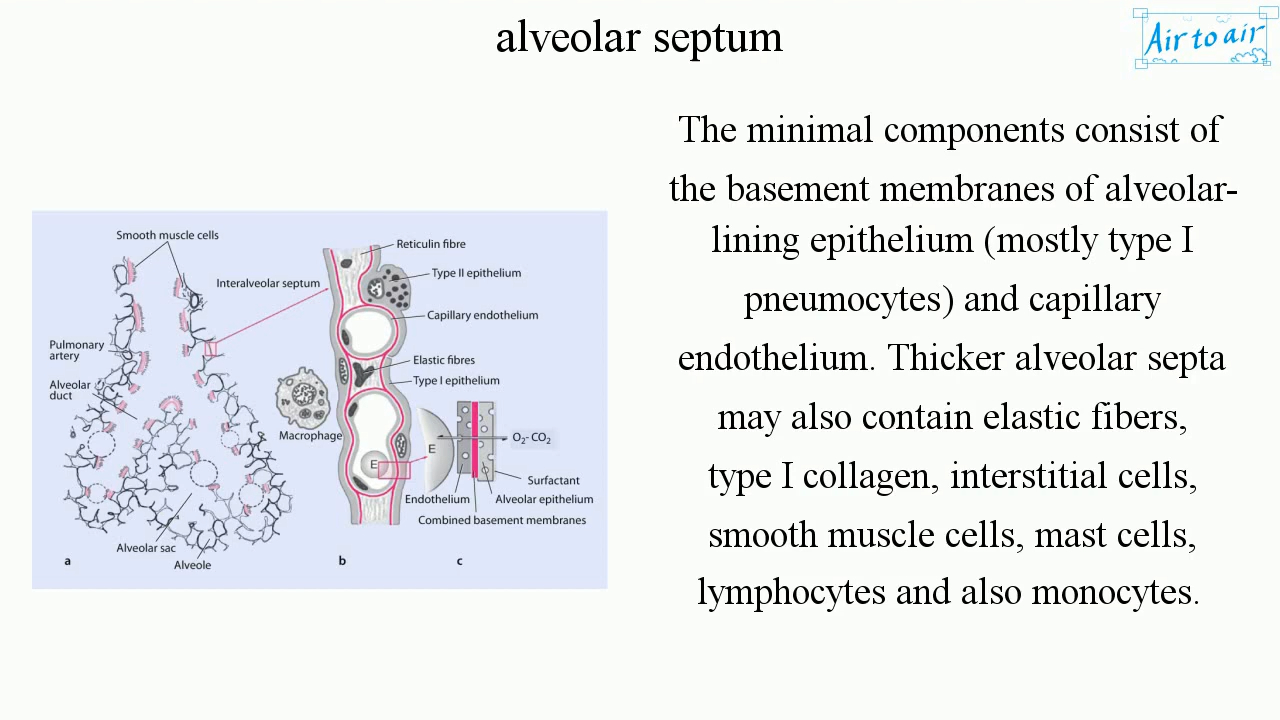 alveolar septum
Air to air
The minimal components consist of
the basement membranes of alveolar-
lining epithelium (mostly type I
pneumocytes) and capillary
endothelium. Thicker alveolar septa
may also contain elastic fibers,
type I collagen, interstitial cells,
smooth muscle cells, mast cells,
lymphocytes and also monocytes.
Smooth muscle cells
Interalveolar septum
Pulmonary
artery
Alveolar
duct
Alveolar sac
Alveole
a
Reticulin fibre
Type II epithelium
Capillary endothelium
Elastic fibres
Type I epithelium
Macrophage
E
b
E
O2- CO2
Surfactant
Endothelium
Alveolar epithelium
Combined basement membranes
c